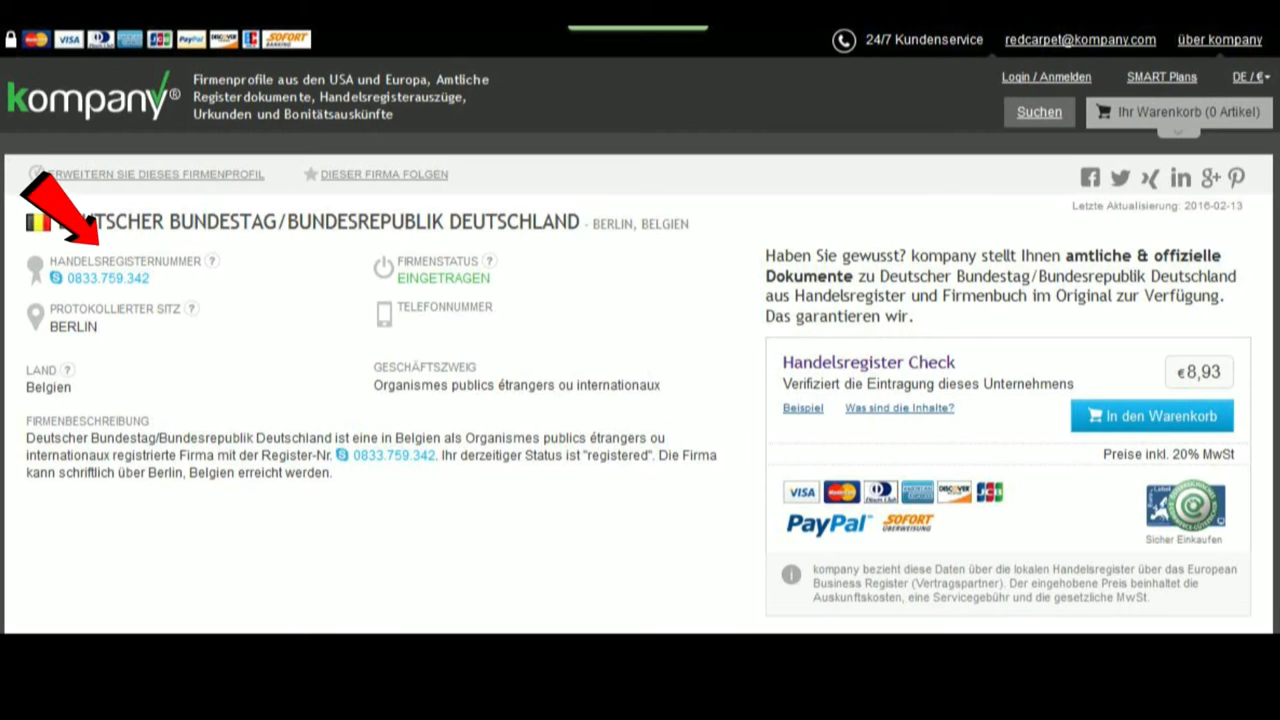 24/7 Kundenservice
redcarpet@kompany.com
über kompany
kompany®
Firmenprofile aus den USA und Europa, Amtliche
Registerdokumente, Handelsregisterauszüge,
Urkunden und Bonitätsauskünfte
Login / Anmelden
SMART Plans
DE / €
Suchen
Ihr Warenkorb (0 Artikel)
ERWEITERN SIE DIESES FIRMENPROFIL
DIESER FIRMA FOLGEN
Letzte Aktualisierung: 2016-02-13
BUNDESTAG/BUNDESREPUBLIK DEUTSCHLAND - BERLIN, BELGIEN
HANDELSREGISTERNUMMER ?
0833.759.342
FIRMENSTATUS ?
EINGETRAGEN
PROTOKOLLIERTER SITZ ?
BERLIN
TELEFONNUMMER
LAND ?
Belgien
GESCHÄFTSZWEIG
Organismes publics étrangers ou internationaux
FIRMENBESCHREIBUNG
Deutscher Bundestag/Bundesrepublik Deutschland ist eine in Belgien als Organismes publics étrangers ou
internationaux registrierte Firma mit der Register-Nr. 0833.759.342. Ihr derzeitiger Status ist "registered". Die Firma
kann schriftlich über Berlin, Belgien erreicht werden.
Haben Sie gewusst? kompany stellt Ihnen amtliche & offizielle
Dokumente zu Deutscher Bundestag/Bundesrepublik Deutschland
aus Handelsregister und Firmenbuch im Original zur Verfügung.
Das garantieren wir.
Handelsregister Check
€8,93
Verifiziert die Eintragung dieses Unternehmens
Beispiel
Was sind die Inhalte?
In den Warenkorb
Preise inkl. 20% MwSt
VISA MasterCard Diners Club DISCOVER JCB
PayPal SOFORT ÜBERWEISUNG
Sicher Einkaufen
kompany bezieht diese Daten über die lokalen Handelsregister über das European
Business Register (Vertragspartner). Der eingehobene Preis beinhaltet die
Auskunftskosten, eine Servicegebühr und die gesetzliche MwSt.